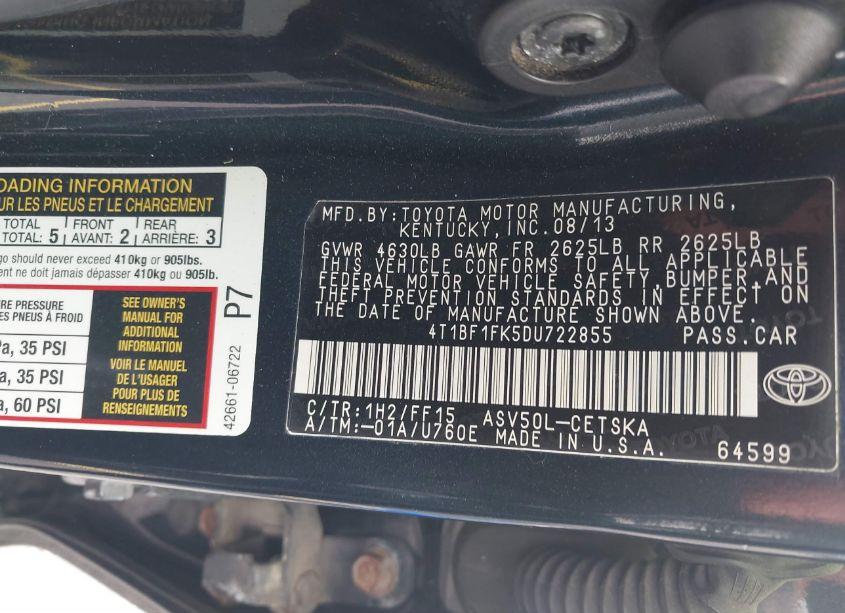 OADING INFORMATION
UR LES PNEUS ET LE CHARGEMENT
TOTAL FRONT REAR
TOTAL: 5 AVANT: 2 ARRIÈRE: 3
go should never exceed 410kg or 905lbs.
ent ne doit jamais dépasser 410kg ou 905lb.
RE PRESSURE
ES PNEUS À FROID
a, 35 PSI
a, 35 PSI
a, 60 PSI
SEE OWNER'S
MANUAL FOR
ADDITIONAL
INFORMATION
VOIR LE MANUEL
DE L'USAGER
POUR PLUS DE
RENSEIGNEMENTS
42661-06722 P7
MFD.BY:TOYOTA MOTOR MANUFACTURING,
KENTUCKY,INC.08/13
GVWR 4630LB GAWR FR 2625LB RR 2625LB
THIS VEHICLE CONFORMS TO ALL APPLICABLE
FEDERAL MOTOR VEHICLE SAFETY,BUMPER,AND
THEFT PREVENTION STANDARDS IN EFFECT ON
THE DATE OF MANUFACTURE SHOWN ABOVE.
4T1BF1FK5DU722855 PASS.CAR
C/TR:1H2/FF15 ASV50L-CETSKA
A/TM:-01A/U760E MADE IN U.S.A.
64599